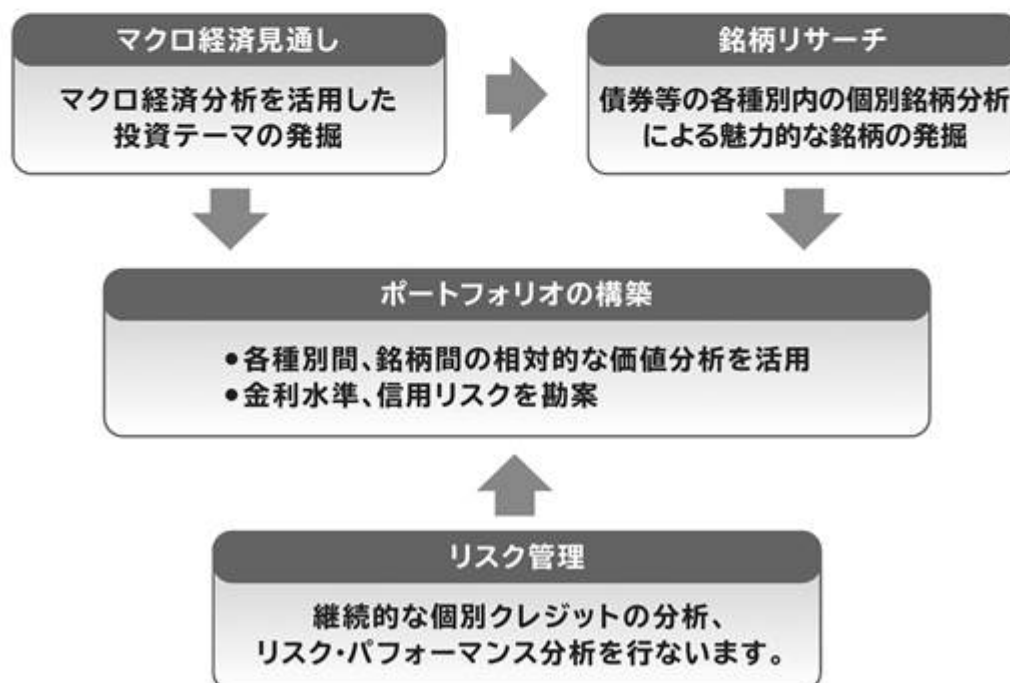 マクロ経済見通し
マクロ経済分析を活用した
投資テーマの発掘
銘柄リサーチ
債券等の各種別内の個別銘柄分析
による魅力的な銘柄の発掘
ポートフォリオの構築
●各種別間、銘柄間の相対的な価値分析を活用
●金利水準、信用リスクを勘案
リスク管理
継続的な個別クレジットの分析、
リスク・パフォーマンス分析を行ないます。